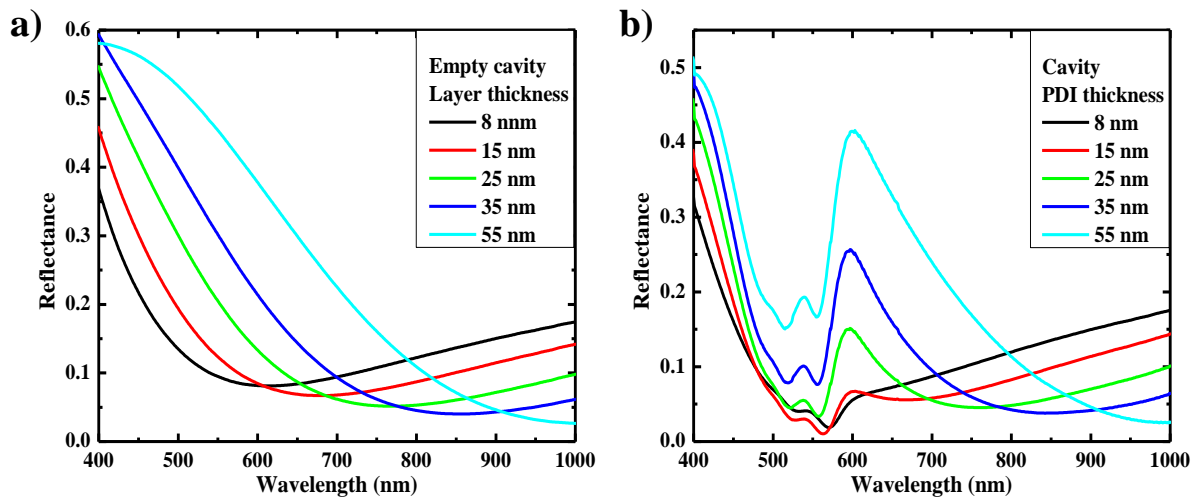 a)
0.6
0.5
0.4
0.3
0.2
0.1
0.0
Reflectance
400 500 600 700 800 900 1000
Wavelength (nm)
Empty cavity
Layer thickness
8 nnm
15 nm
25 nm
35 nm
55 nm
b)
0.5
0.4
0.3
0.2
0.1
0.0
Reflectance
400 500 600 700 800 900 1000
Wavelength (nm)
Cavity
PDI thickness
8 nm
15 nm
25 nm
35 nm
55 nm